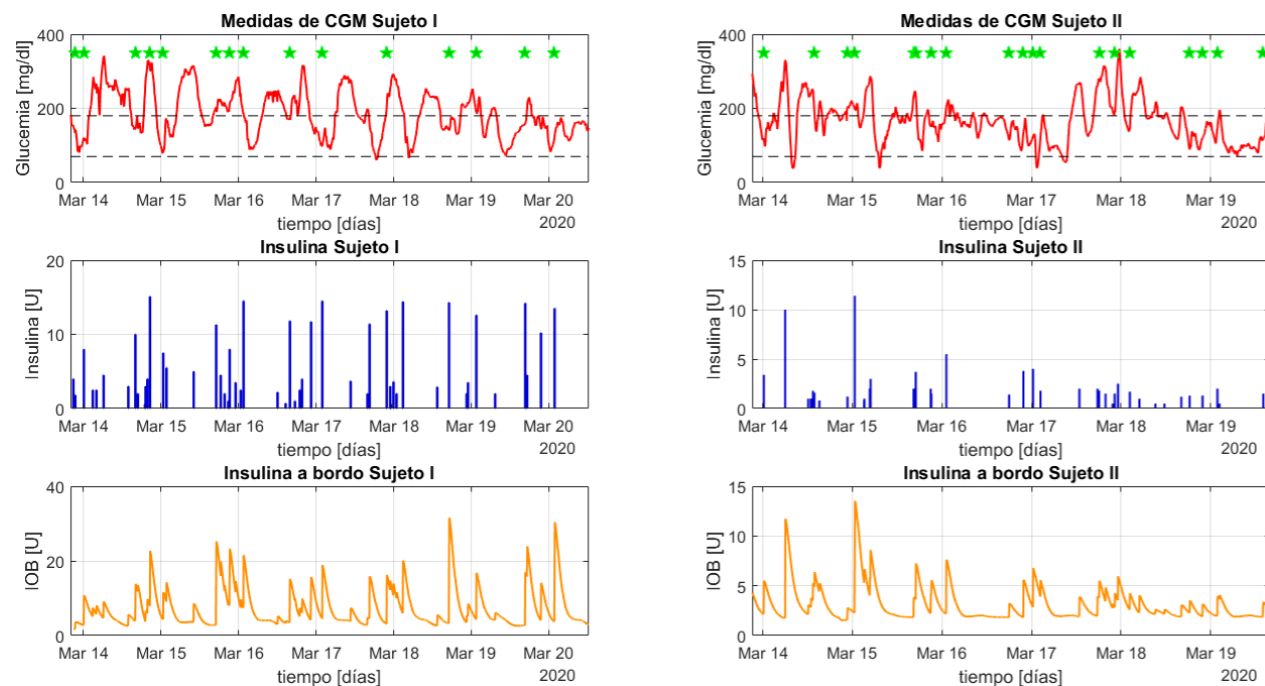 Medidas de CGM Sujeto I
Glucemia [mg/dl]
400
200
0
Mar 14 Mar 15 Mar 16 Mar 17 Mar 18 Mar 19 Mar 20
tiempo [días]
2020
Medidas de CGM Sujeto II
Glucemia [mg/dl]
400
200
0
Mar 14 Mar 15 Mar 16 Mar 17 Mar 18 Mar 19
tiempo [días]
Insulina Sujeto I
Insulina [U]
20
10
0
Mar 14 Mar 15 Mar 16 Mar 17 Mar 18 Mar 19 Mar 20
tiempo [días]
2020
Insulina Sujeto II
Insulina [U]
15
10
5
0
Mar 14 Mar 15 Mar 16 Mar 17 Mar 18 Mar 19
tiempo [días]
2020
Insulina a bordo Sujeto I
IOB [U]
40
20
0
Mar 14 Mar 15 Mar 16 Mar 17 Mar 18 Mar 19 Mar 20
tiempo [días]
2020
Insulina a bordo Sujeto II
IOB [U]
15
10
5
0
Mar 14 Mar 15 Mar 16 Mar 17 Mar 18 Mar 19
tiempo [días]
2020